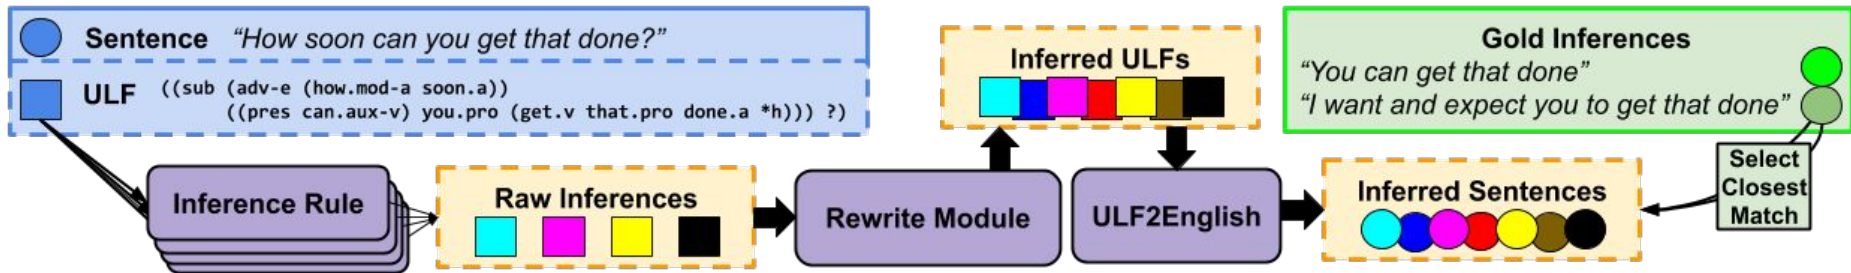 Sentence “How soon can you get that done?”
ULF ((sub (adv-e (how.mod-a soon.a))
((pres can.aux-v) you.pro (get.v that.pro done.a *h))) ?)
Inference Rule
Raw Inferences
Rewrite Module
Inferred ULFs
ULF2English
Inferred Sentences
Gold Inferences
“You can get that done”
“I want and expect you to get that done”
Select
Closest
Match